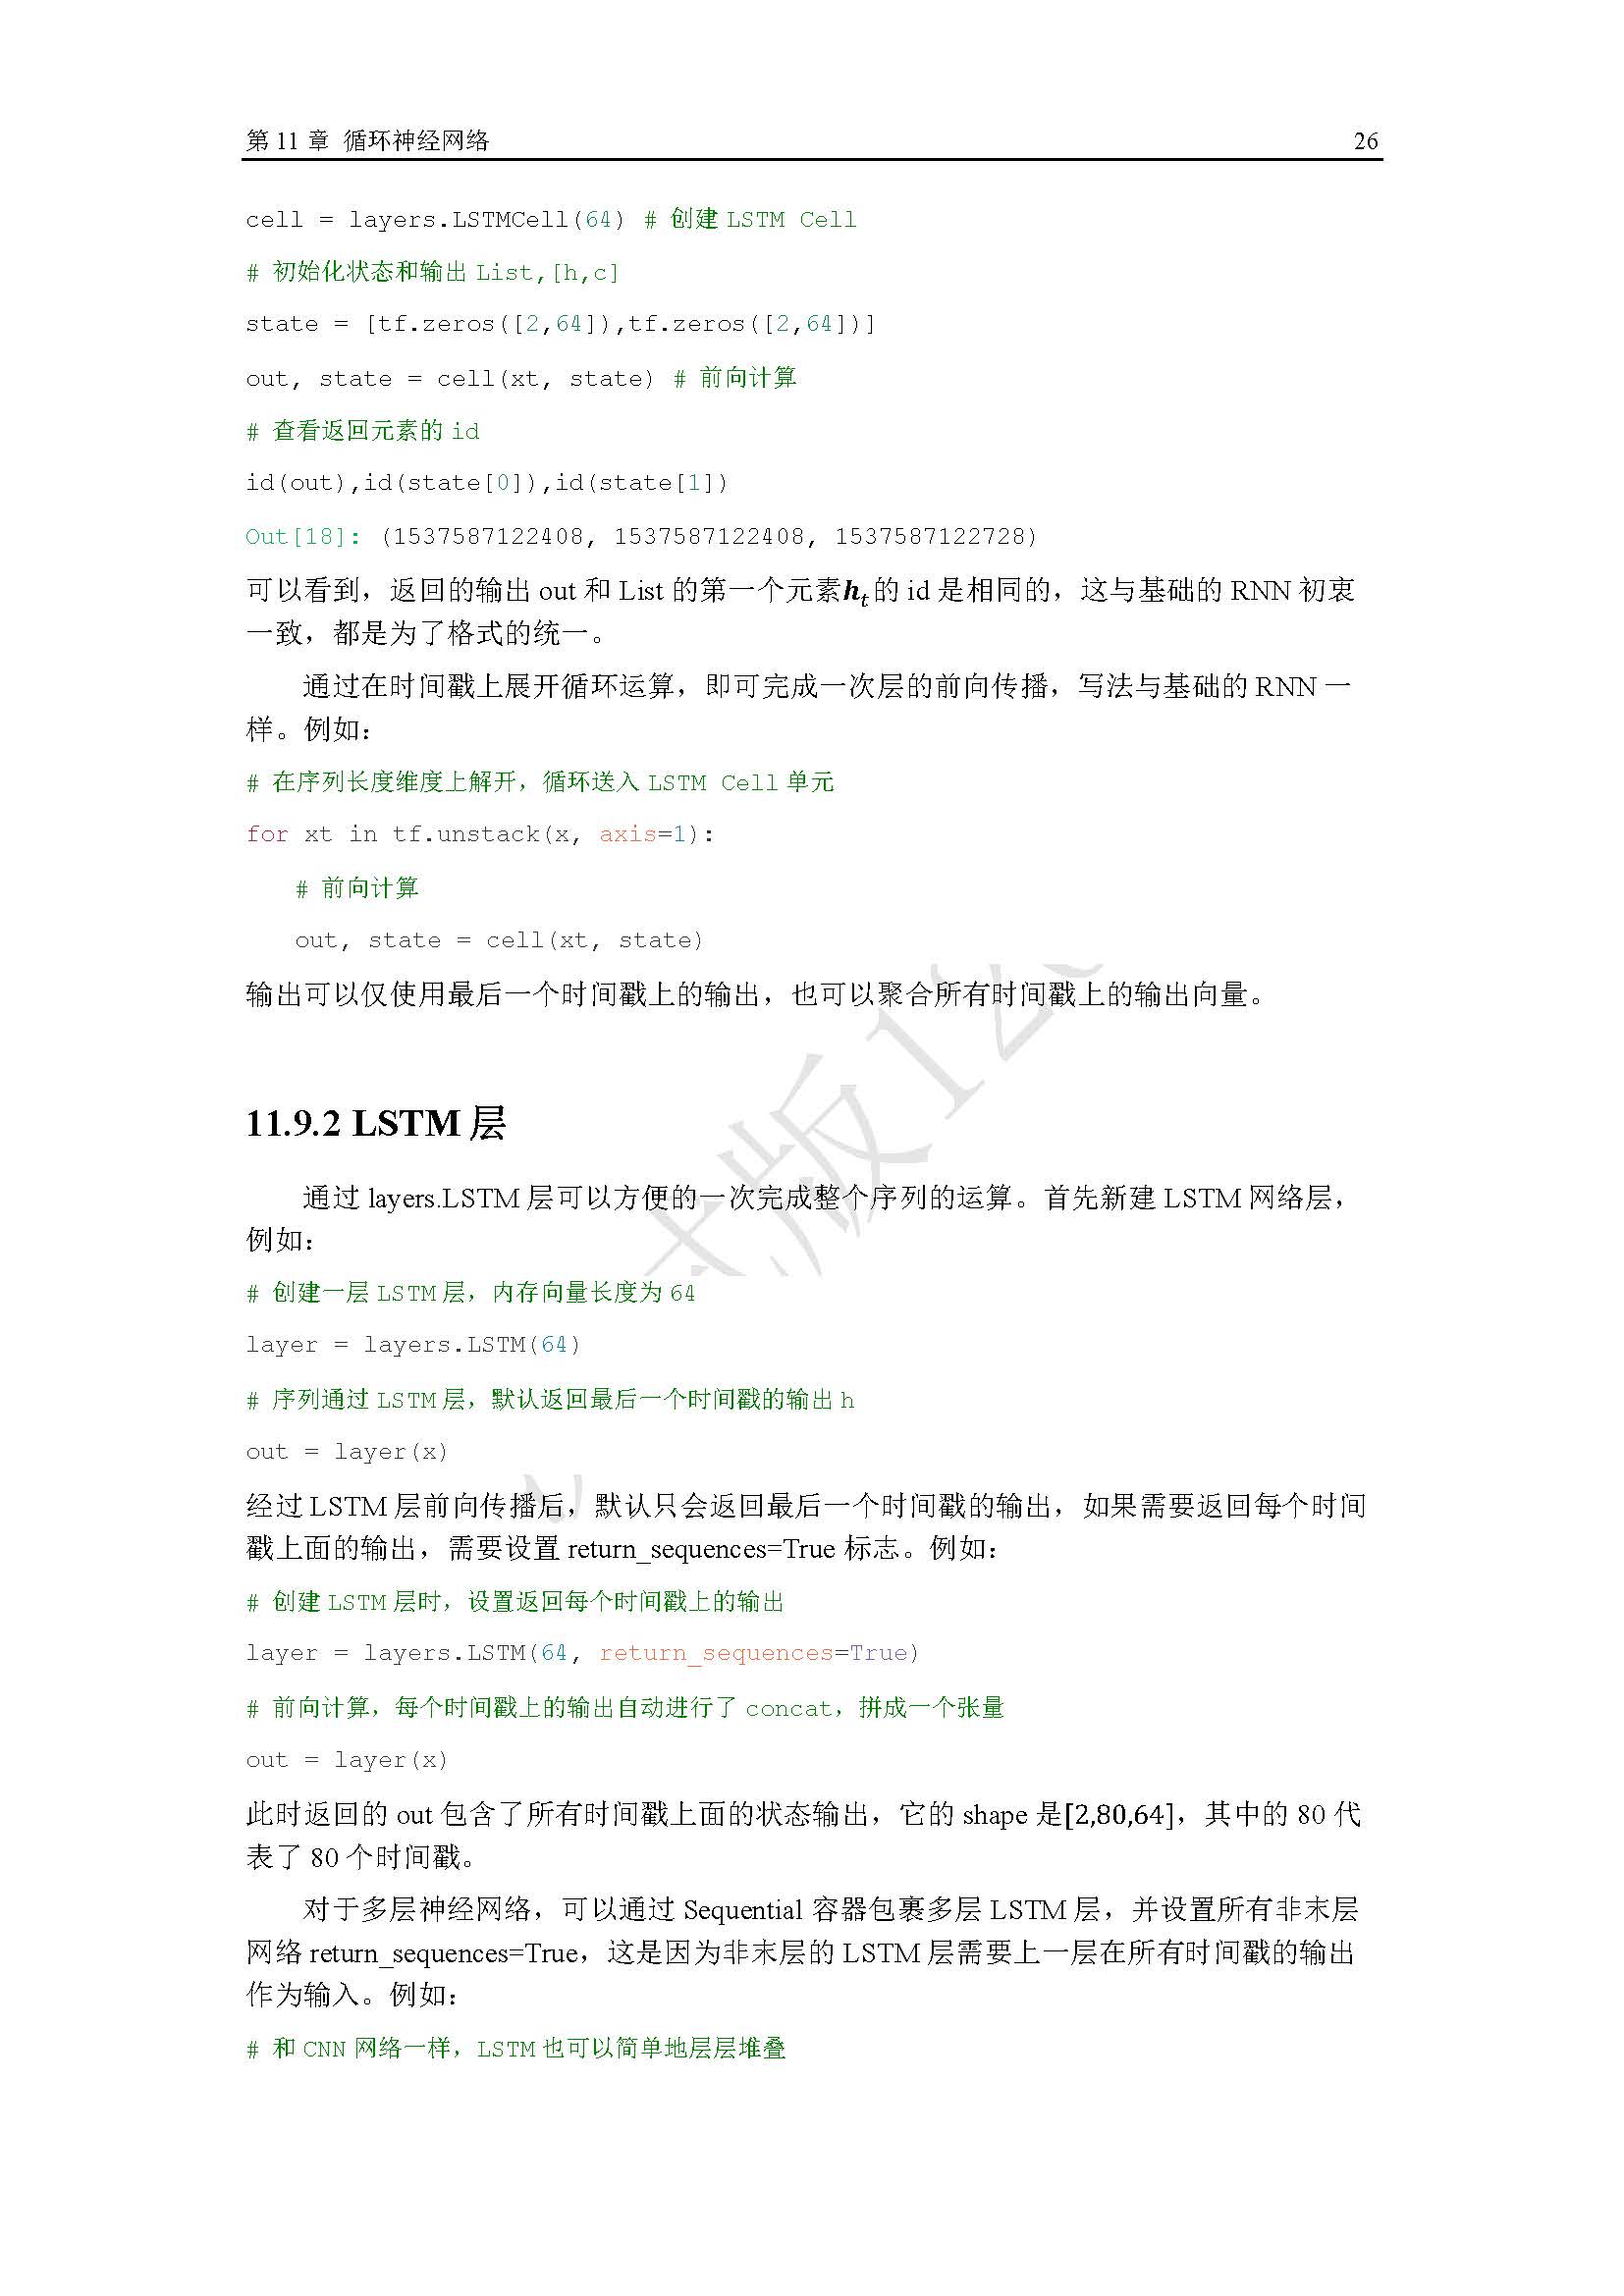 第 11 章 循环神经网络 26
cell = layers.LSTMCell(64) # 创建 LSTM Cell
# 初始化状态和输出 List,[h,c]
state = [tf.zeros([2,64]),tf.zeros([2,64])]
out, state = cell(xt, state) # 前向计算
# 查看返回元素的 id
id(out),id(state[0]),id(state[1])
Out[18]: (1537587122408, 1537587122408, 1537587122728)
可以看到，返回的输出 out 和 List 的第一个元素hₜ的 id 是相同的，这与基础的 RNN 初衷
一致，都是为了格式的统一。
通过在时间戳上展开循环运算，即可完成一次层的前向传播，写法与基础的 RNN 一
样。例如：
# 在序列长度维度上解开，循环送入 LSTM Cell 单元
for xt in tf.unstack(x, axis=1):
# 前向计算
out, state = cell(xt, state)
输出可以仅使用最后一个时间戳上的输出，也可以聚合所有时间戳上的输出向量。
11.9.2 LSTM 层
通过 layers.LSTM 层可以方便的一次完成整个序列的运算。首先新建 LSTM 网络层，
例如：
# 创建一层 LSTM 层，内存向量长度为 64
layer = layers.LSTM(64)
# 序列通过 LSTM 层，默认返回最后一个时间戳的输出 h
out = layer(x)
经过 LSTM 层前向传播后，默认只会返回最后一个时间戳的输出，如果需要返回每个时间
戳上面的输出，需要设置 return_sequences=True 标志。例如：
# 创建 LSTM 层时，设置返回每个时间戳上的输出
layer = layers.LSTM(64, return_sequences=True)
# 前向计算，每个时间戳上的输出自动进行了 concat，拼成一个张量
out = layer(x)
此时返回的 out 包含了所有时间戳上面的状态输出，它的 shape 是[2,80,64]，其中的 80 代
表了 80 个时间戳。
对于多层神经网络，可以通过 Sequential 容器包裹多层 LSTM 层，并设置所有非末层
网络 return_sequences=True，这是因为非末层的 LSTM 层需要上一层在所有时间戳的输出
作为输入。例如：
# 和 CNN 网络一样，LSTM 也可以简单地层层堆叠